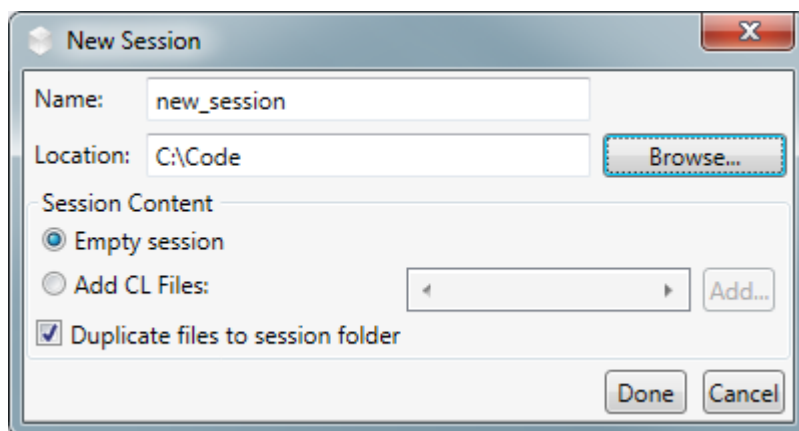 New Session
Name: new_session
Location: C:\Code Browse...
Session Content
Empty session
Add CL Files: Add...
Duplicate files to session folder
Done Cancel